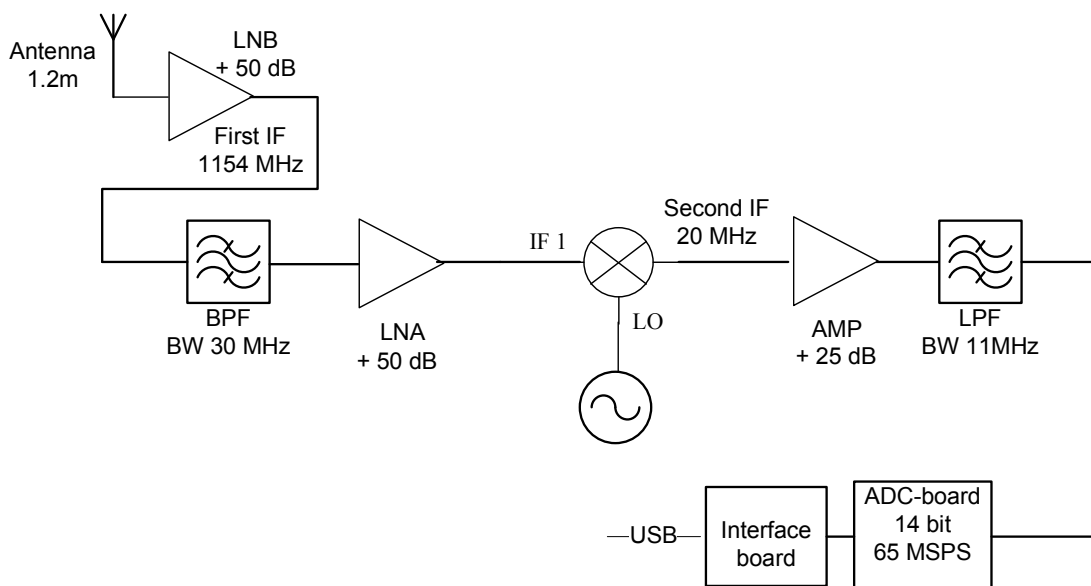 Antenna
1.2m
LNB
+ 50 dB
First IF
1154 MHz
BPF
BW 30 MHz
LNA
+ 50 dB
IF 1
LO
Second IF
20 MHz
AMP
+ 25 dB
LPF
BW 11MHz
USB
Interface
board
ADC-board
14 bit
65 MSPS